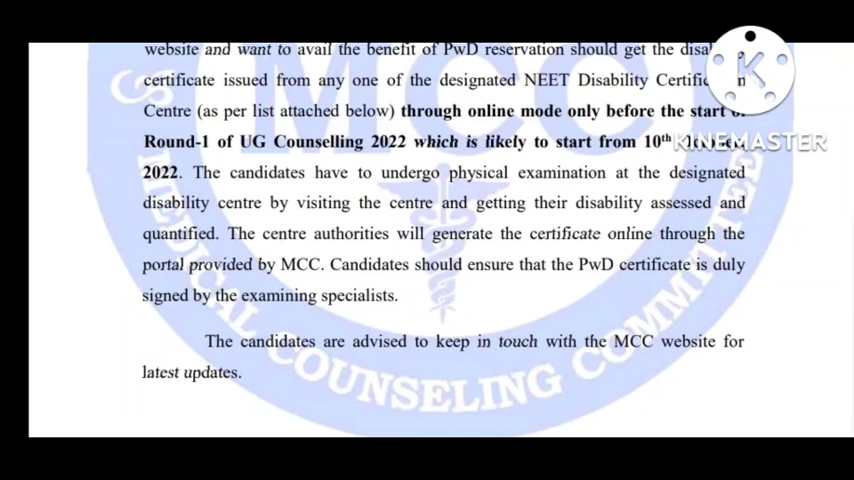 website and want to avail the benefit of PwD reservation should get the
certificate issued from any one of the designated NEET Disability
Centre (as per list attached below) through online mode only before the start
Round-1 of UG Counselling 2022 which is likely to start from 10th
KINEMASTER
2022. The candidates have to undergo physical examination at the designated
disability centre by visiting the centre and getting their disability assessed and
quantified. The centre authorities will generate the certificate online through the
portal provided by MCC. Candidates should ensure that the PwD certificate is duly
signed by the examining specialists.
The candidates are advised to keep in touch with the MCC website for
latest updates.
MCC
MEDICAL COUNSELING COMMITTEE